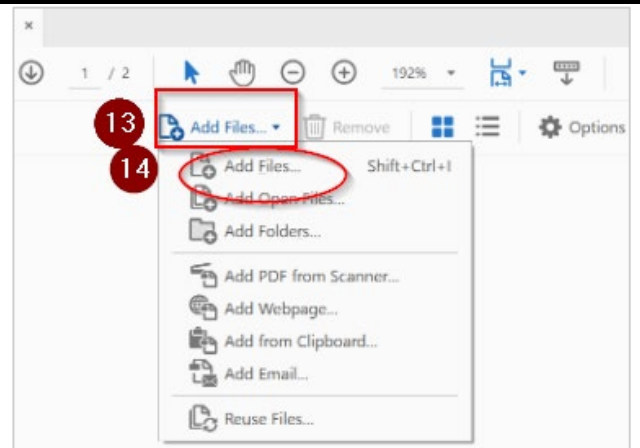 ×
1 / 2 192%
13 Add Files... Remove Options
14 Add Files... Shift+Ctrl+I
Add Open Files...
Add Folders...
Add PDF from Scanner...
Add Webpage...
Add from Clipboard...
Add Email...
Reuse Files...